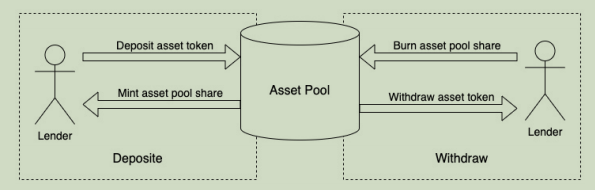 Deposit asset token
Burn asset pool share
Asset Pool
Mint asset pool share
Withdraw asset token
Lender
Lender
Deposite
Withdraw